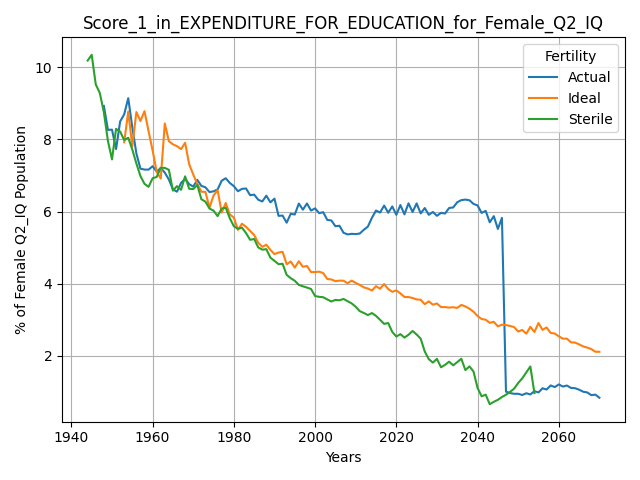 Score_1_in_EXPENDITURE_FOR_EDUCATION_for_Female_Q2_IQ
Fertility
Actual
Ideal
Sterile
% of Female Q2_IQ Population
10
8
6
4
2
1940 1960 1980 2000 2020 2040 2060
Years